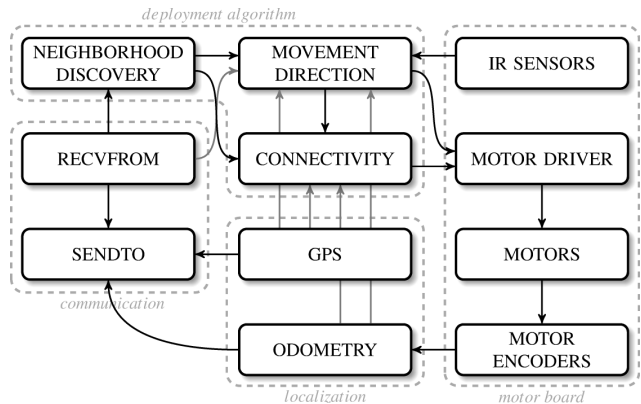 deployment algorithm
NEIGHBORHOOD
DISCOVERY
MOVEMENT
DIRECTION
IR SENSORS
RECVFROM
CONNECTIVITY
MOTOR DRIVER
SENDTO
GPS
MOTORS
communication
ODOMETRY
MOTOR
ENCODERS
localization
motor board